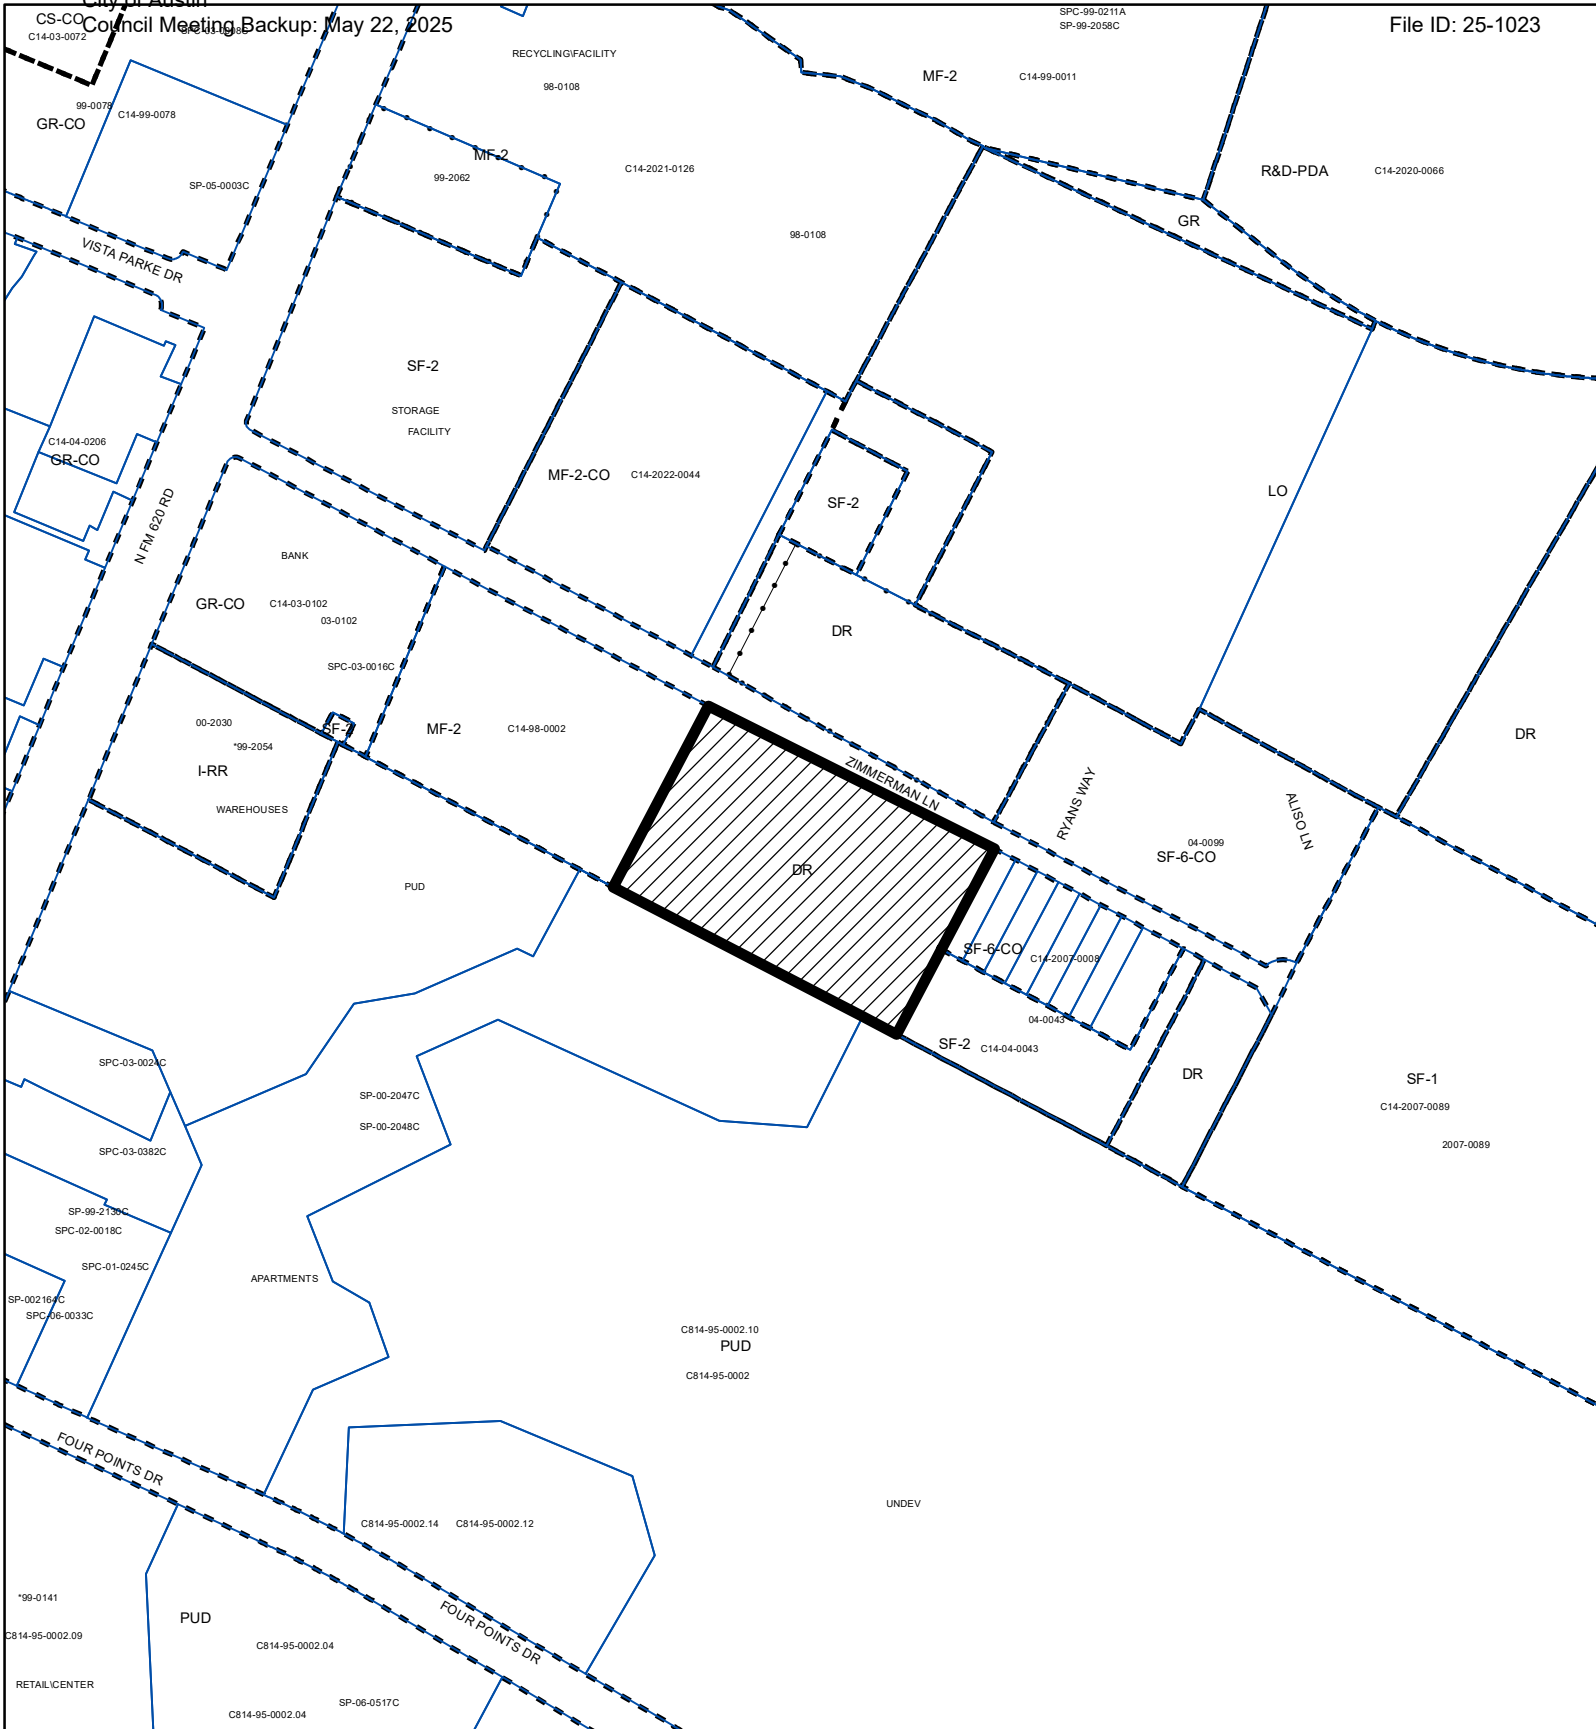 City of Austin
Council Meeting Backup: May 22, 2025
File ID: 25-1023
CS-CO
C14-03-0072
SPC-99-0211A
SP-99-2058C
RECYCLING\FACILITY
98-0108
MF-2
C14-99-0011
99-0078
C14-99-0078
GR-CO
MF-2
99-2062
C14-2021-0126
R&D-PDA
C14-2020-0066
SP-05-0003C
GR
98-0108
VISTA PARKE DR
SF-2
STORAGE
FACILITY
C14-04-0206
GR-CO
MF-2-CO
C14-2022-0044
SF-2
LO
N FM 620 RD
BANK
GR-CO
C14-03-0102
03-0102
DR
SPC-03-0016C
00-2030
SF-2
MF-2
C14-98-0002
*99-2054
DR
I-RR
WAREHOUSES
ZIMMERMAN LN
RYANS WAY
ALISO LN
04-0099
SF-6-CO
DR
PUD
SF-6-CO
C14-2007-0008
04-0043
SF-2
C14-04-0043
DR
SF-1
C14-2007-0089
2007-0089
SPC-03-0024C
SP-00-2047C
SP-00-2048C
SPC-03-0382C
SP-99-2130C
SPC-02-0018C
SPC-01-0245C
APARTMENTS
SP-002164C
SPC-06-0033C
C814-95-0002.10
PUD
C814-95-0002
FOUR POINTS DR
UNDEV
C814-95-0002.14
C814-95-0002.12
*99-0141
PUD
FOUR POINTS DR
C814-95-0002.09
C814-95-0002.04
RETAIL\CENTER
SP-06-0517C
C814-95-0002.04